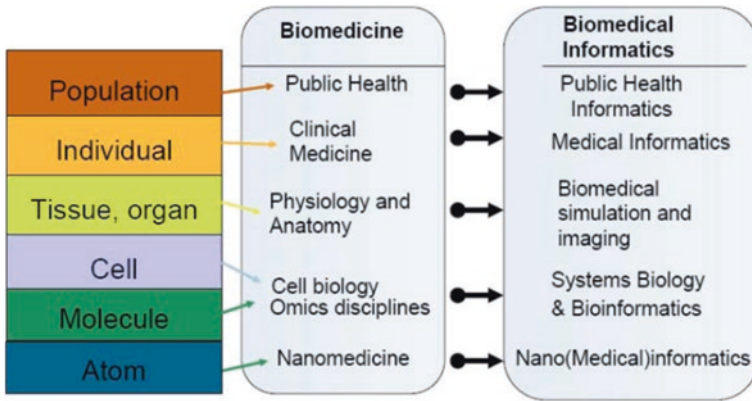 Population
Individual
Tissue, organ
Cell
Molecule
Atom
Biomedicine
Public Health
Clinical
Medicine
Physiology and
Anatomy
Cell biology
Omics disciplines
Nanomedicine
Biomedical
Informatics
Public Health
Informatics
Medical Informatics
Biomedical
simulation and
imaging
Systems Biology
& Bioinformatics
Nano(Medical)informatics